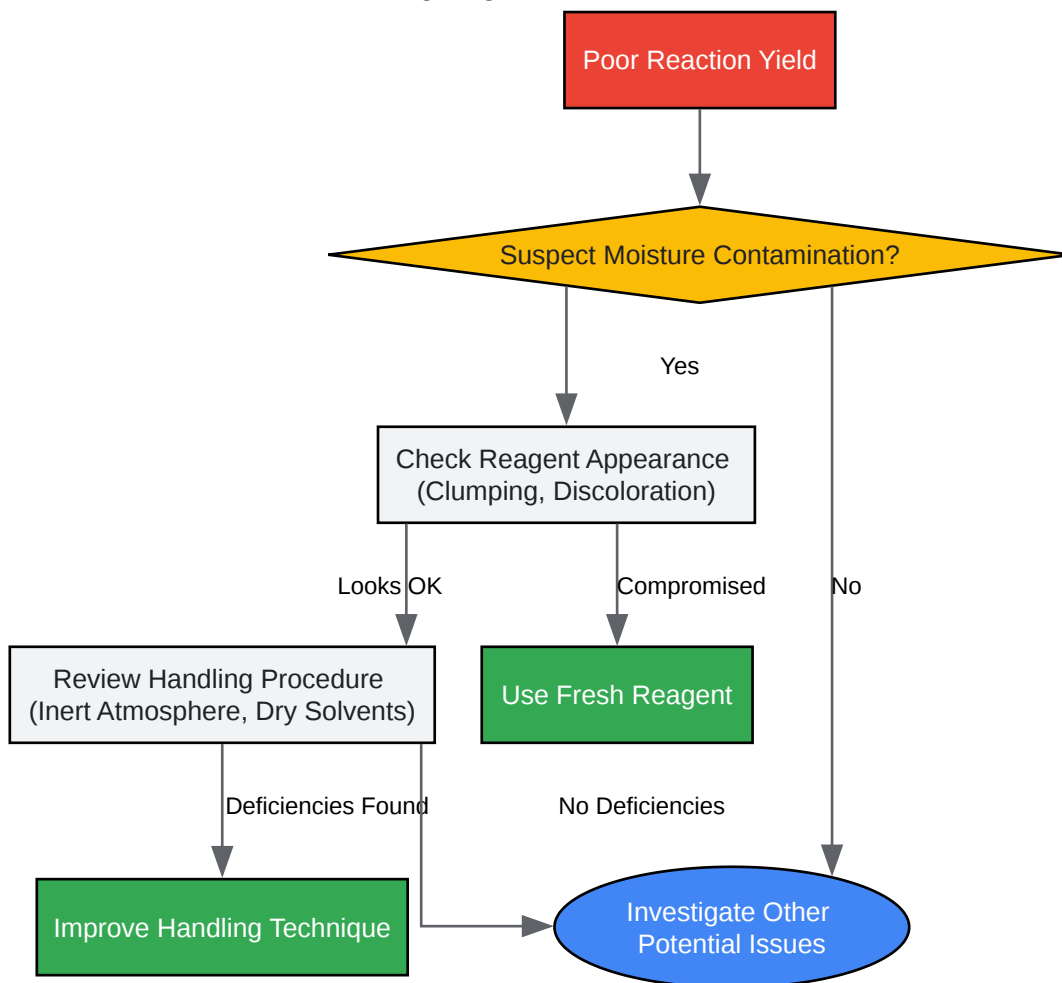 Poor Reaction Yield
Suspect Moisture Contamination?
Yes
Check Reagent Appearance
(Clumping, Discoloration)
Looks OK
Compromised
No
Review Handling Procedure
(Inert Atmosphere, Dry Solvents)
Use Fresh Reagent
Deficiencies Found
No Deficiencies
Improve Handling Technique
Investigate Other
Potential Issues